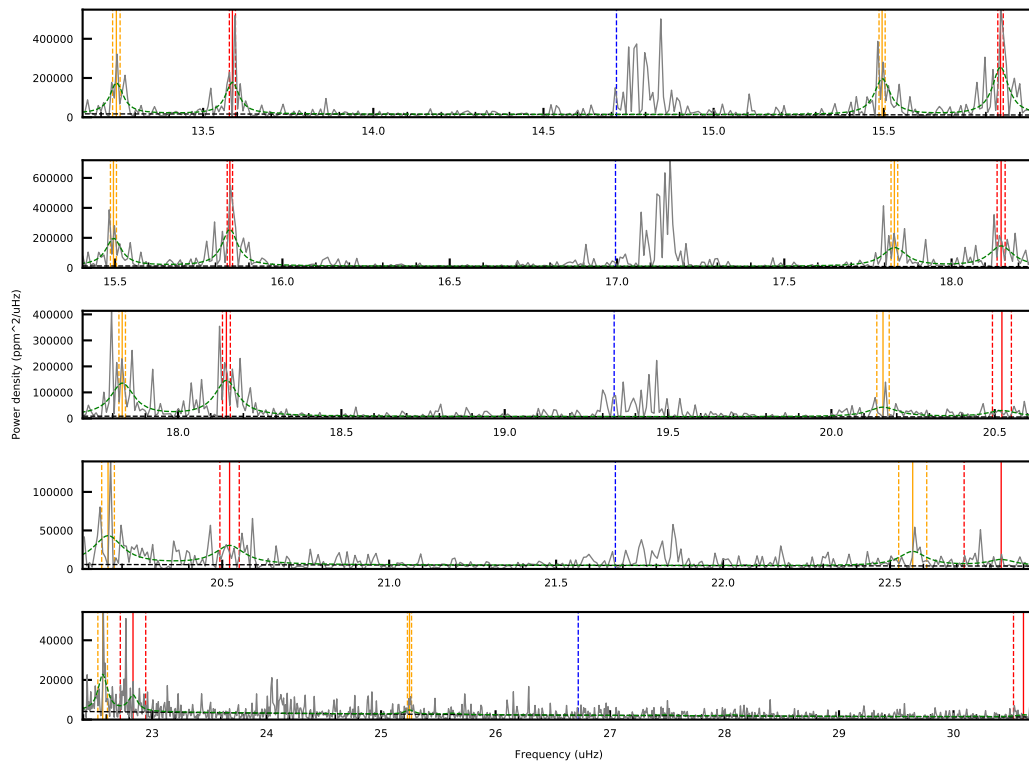 400000
200000
0
13.5 14.0 14.5 15.0 15.5
600000
400000
200000
0
15.5 16.0 16.5 17.0 17.5 18.0
400000
300000
200000
100000
0
18.0 18.5 19.0 19.5 20.0 20.5
Power density (ppm^2/uHz)
100000
50000
0
20.5 21.0 21.5 22.0 22.5
40000
20000
0
23 24 25 26 27 28 29 30
Frequency (uHz)